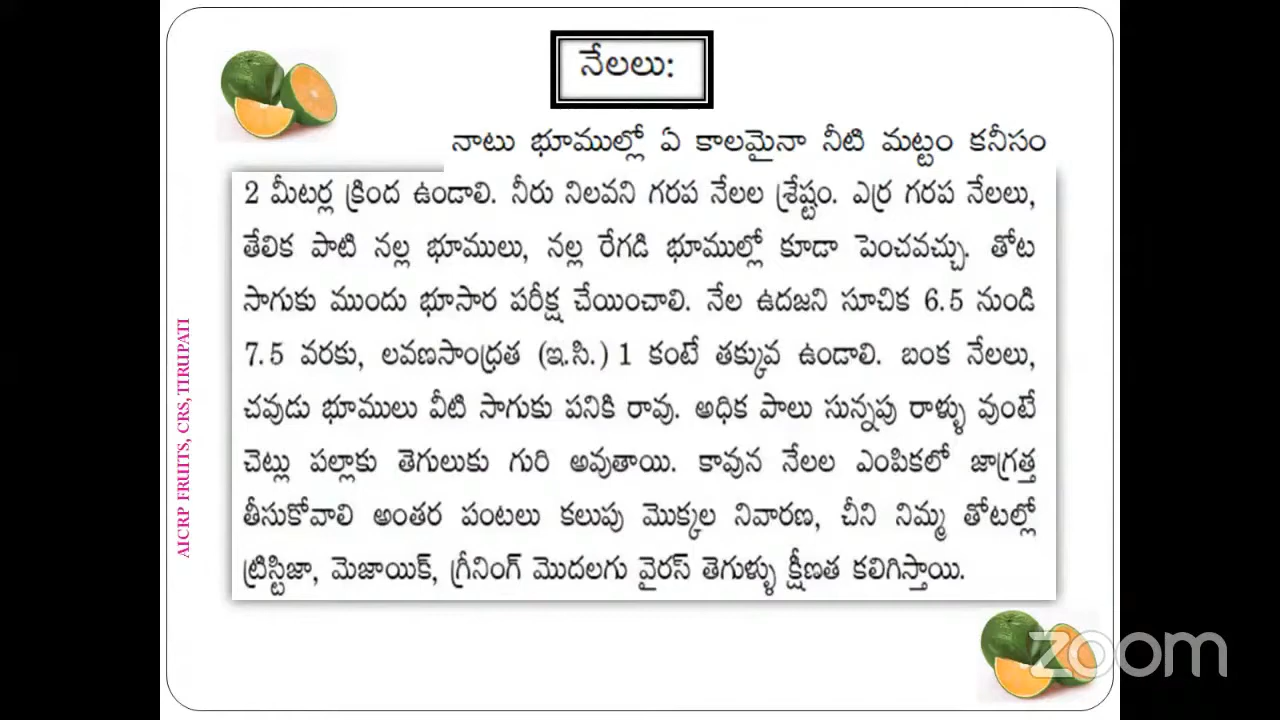 నేలలు:
నాటు భూముల్లో ఏ కాలమైనా నీటి మట్టం కనీసం
2 మీటర్ల క్రింద ఉండాలి. నీరు నిలవని గరప నేలల శ్రేష్టం. ఎర్ర గరప నేలలు,
తేలిక పాటి నల్ల భూములు, నల్ల రేగడి భూముల్లో కూడా పెంచవచ్చు. తోట
సాగుకు ముందు భూసార పరీక్ష చేయించాలి. నేల ఉదజని సూచిక 6.5 నుండి
7.5 వరకు, లవణసాంధ్రత (ఇ.సి.) 1 కంటే తక్కువ ఉండాలి. బంక నేలలు,
చవుడు భూములు వీటి సాగుకు పనికి రావు. అధిక పాలు సున్నపు రాళ్ళు వుంటే
చెట్లు పల్లాకు తెగులుకు గురి అవుతాయి. కావున నేలల ఎంపికలో జాగ్రత్త
తీసుకోవాలి అంతర పంటలు కలుపు మొక్కల నివారణ, చీని నిమ్మ తోటల్లో
ట్రిస్టిజా, మెజాయిక్, గ్రీనింగ్ మొదలగు వైరస్ తెగుళ్ళు క్షీణత కలిగిస్తాయి.
AICRP FRUITS, CRS, TIRUPATI
zoom